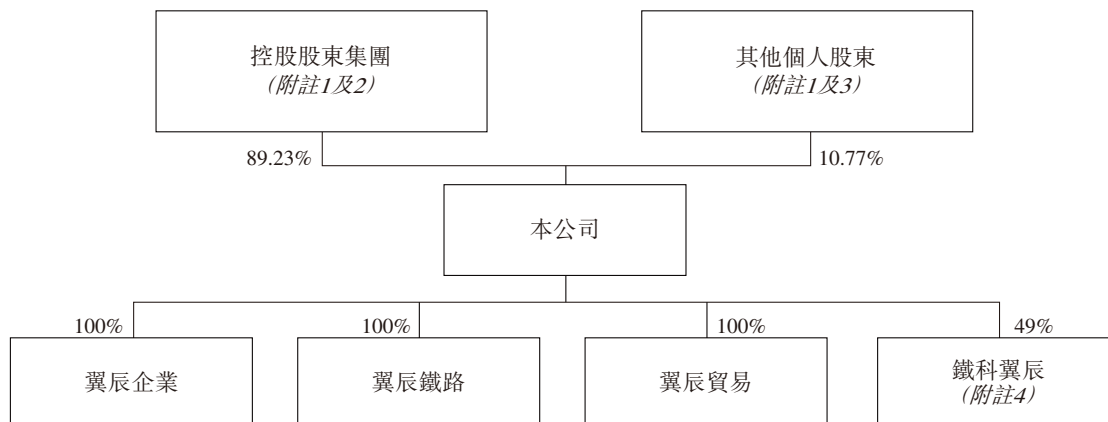 控股股東集團
（附註1及2）
其他個人股東
（附註1及3）
89.23%
10.77%
本公司
100%
100%
100%
49%
翼辰企業
翼辰鐵路
翼辰貿易
鐵科翼辰
（附註4）